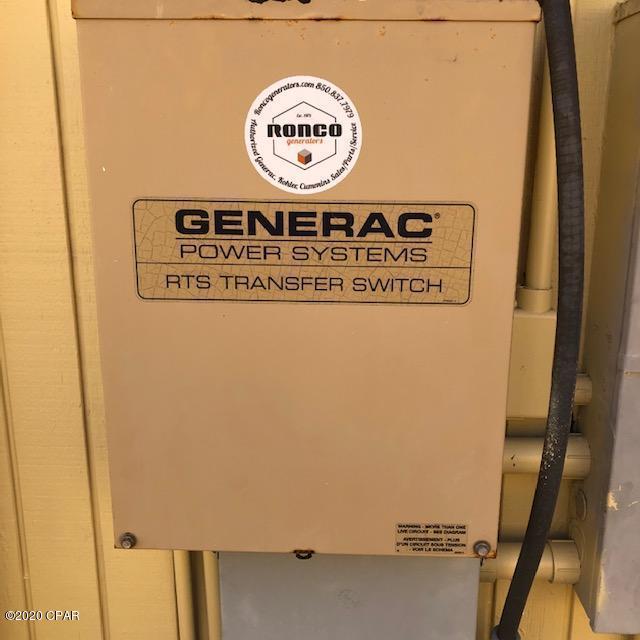 Roncogenerators.com 850.837.7979
Est. 1975
RONCO
generators
Authorized Generac, Kohler, Cummins Sales/Parts/Service
GENERAC®
POWER SYSTEMS
RTS TRANSFER SWITCH
WARNING - MORE THAN ONE
LIVE CIRCUIT - SEE DIAGRAM
AVERTISSEMENT - PLUS
D'UN CIRCUIT SOUS TENSION
- VOIR LE SCHEMA
©2020 CPAR